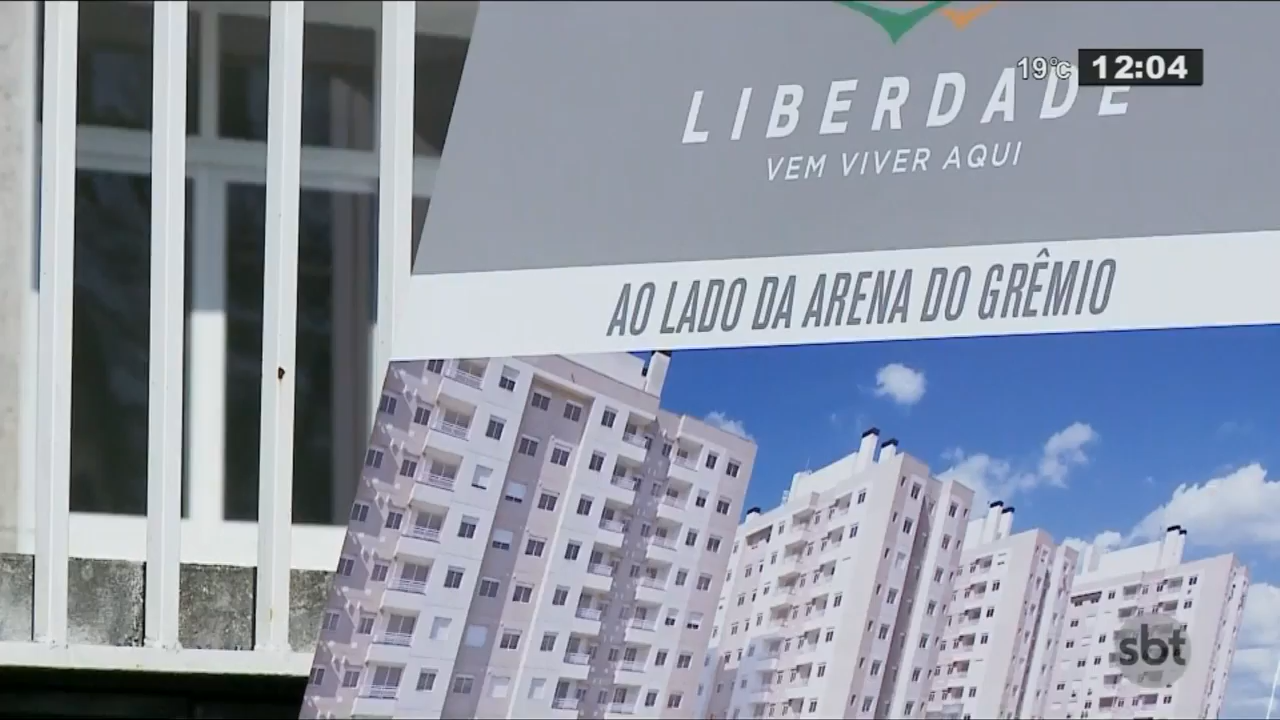 19°c 12:04
LIBERDADE
VEM VIVER AQUI
AO LADO DA ARENA DO GRÊMIO
sbt